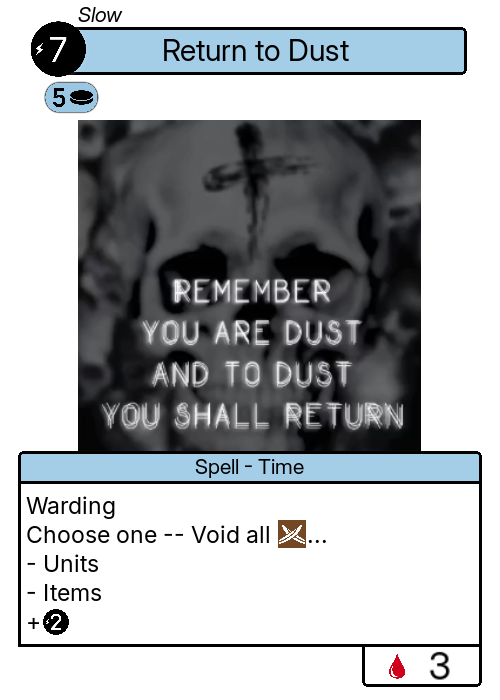 Slow
7
Return to Dust
5
REMEMBER
YOU ARE DUST
AND TO DUST
YOU SHALL RETURN
Spell - Time
Warding
Choose one -- Void all ...
- Units
- Items
+2
3